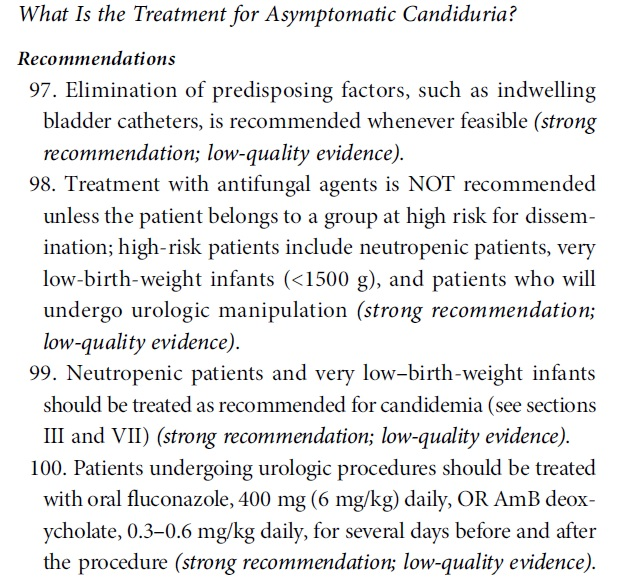 What Is the Treatment for Asymptomatic Candiduria?
Recommendations
97. Elimination of predisposing factors, such as indwelling
bladder catheters, is recommended whenever feasible (strong
recommendation; low-quality evidence).
98. Treatment with antifungal agents is NOT recommended
unless the patient belongs to a group at high risk for dissem-
ination; high-risk patients include neutropenic patients, very
low-birth-weight infants (<1500 g), and patients who will
undergo urologic manipulation (strong recommendation;
low-quality evidence).
99. Neutropenic patients and very low–birth-weight infants
should be treated as recommended for candidemia (see sections
III and VII) (strong recommendation; low-quality evidence).
100. Patients undergoing urologic procedures should be treated
with oral fluconazole, 400 mg (6 mg/kg) daily, OR AmB deox-
ycholate, 0.3–0.6 mg/kg daily, for several days before and after
the procedure (strong recommendation; low-quality evidence).